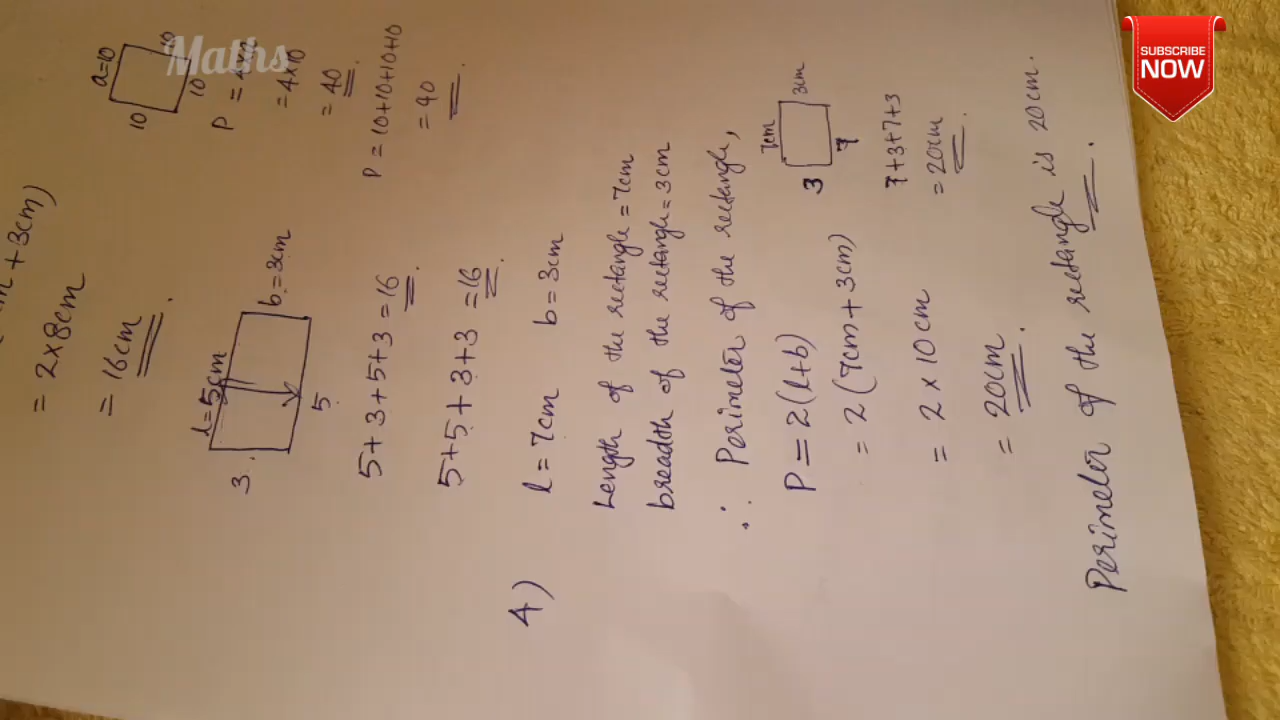 + 3cm)
= 2 × 8cm
= 16cm
l = 5cm
b = 3cm
3
5
5 + 3 + 5 + 3 = 16
5 + 5 + 3 + 3 = 16
a = 10
10
10
10
P =
= 4 × 10
= 40
P = 10 + 10 + 10 + 10
= 40
4)
l = 7cm b = 3cm
Length of the rectangle = 7cm
breadth of the rectangle = 3cm
∴ Perimeter of the rectangle,
P = 2(l + b)
= 2 (7cm + 3cm)
= 2 × 10cm
= 20cm
7cm
3cm
3
7
7 + 3 + 7 + 3
= 20cm
Perimeter of the rectangle is 20cm.
Maths
SUBSCRIBE
NOW